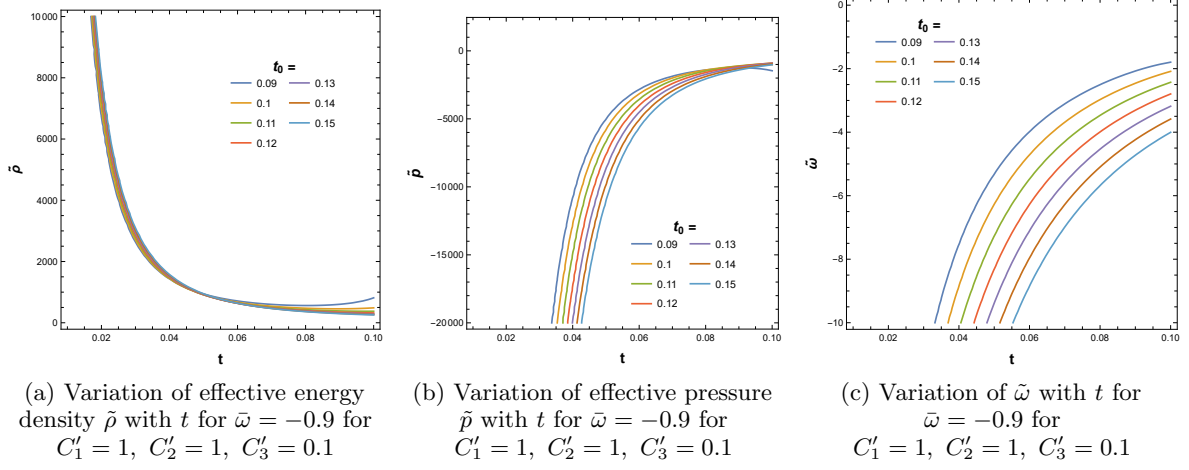 10000
8000
6000
4000
2000
0
ρ̃
t₀ =
0.09 0.13
0.1 0.14
0.11 0.15
0.12
0.02 0.04 0.06 0.08 0.10
t
(a) Variation of effective energy
density ρ̃ with t for ω̄ = −0.9 for
C′₁ = 1, C′₂ = 1, C′₃ = 0.1
0
−5000
−10000
−15000
−20000
p̃
t₀ =
0.09 0.13
0.1 0.14
0.11 0.15
0.12
0.02 0.04 0.06 0.08 0.10
t
(b) Variation of effective pressure
p̃ with t for ω̄ = −0.9 for
C′₁ = 1, C′₂ = 1, C′₃ = 0.1
0
−2
−4
−6
−8
−10
ω̃
t₀ =
0.09 0.13
0.1 0.14
0.11 0.15
0.12
0.02 0.04 0.06 0.08 0.10
t
(c) Variation of ω̃ with t for
ω̄ = −0.9 for
C′₁ = 1, C′₂ = 1, C′₃ = 0.1